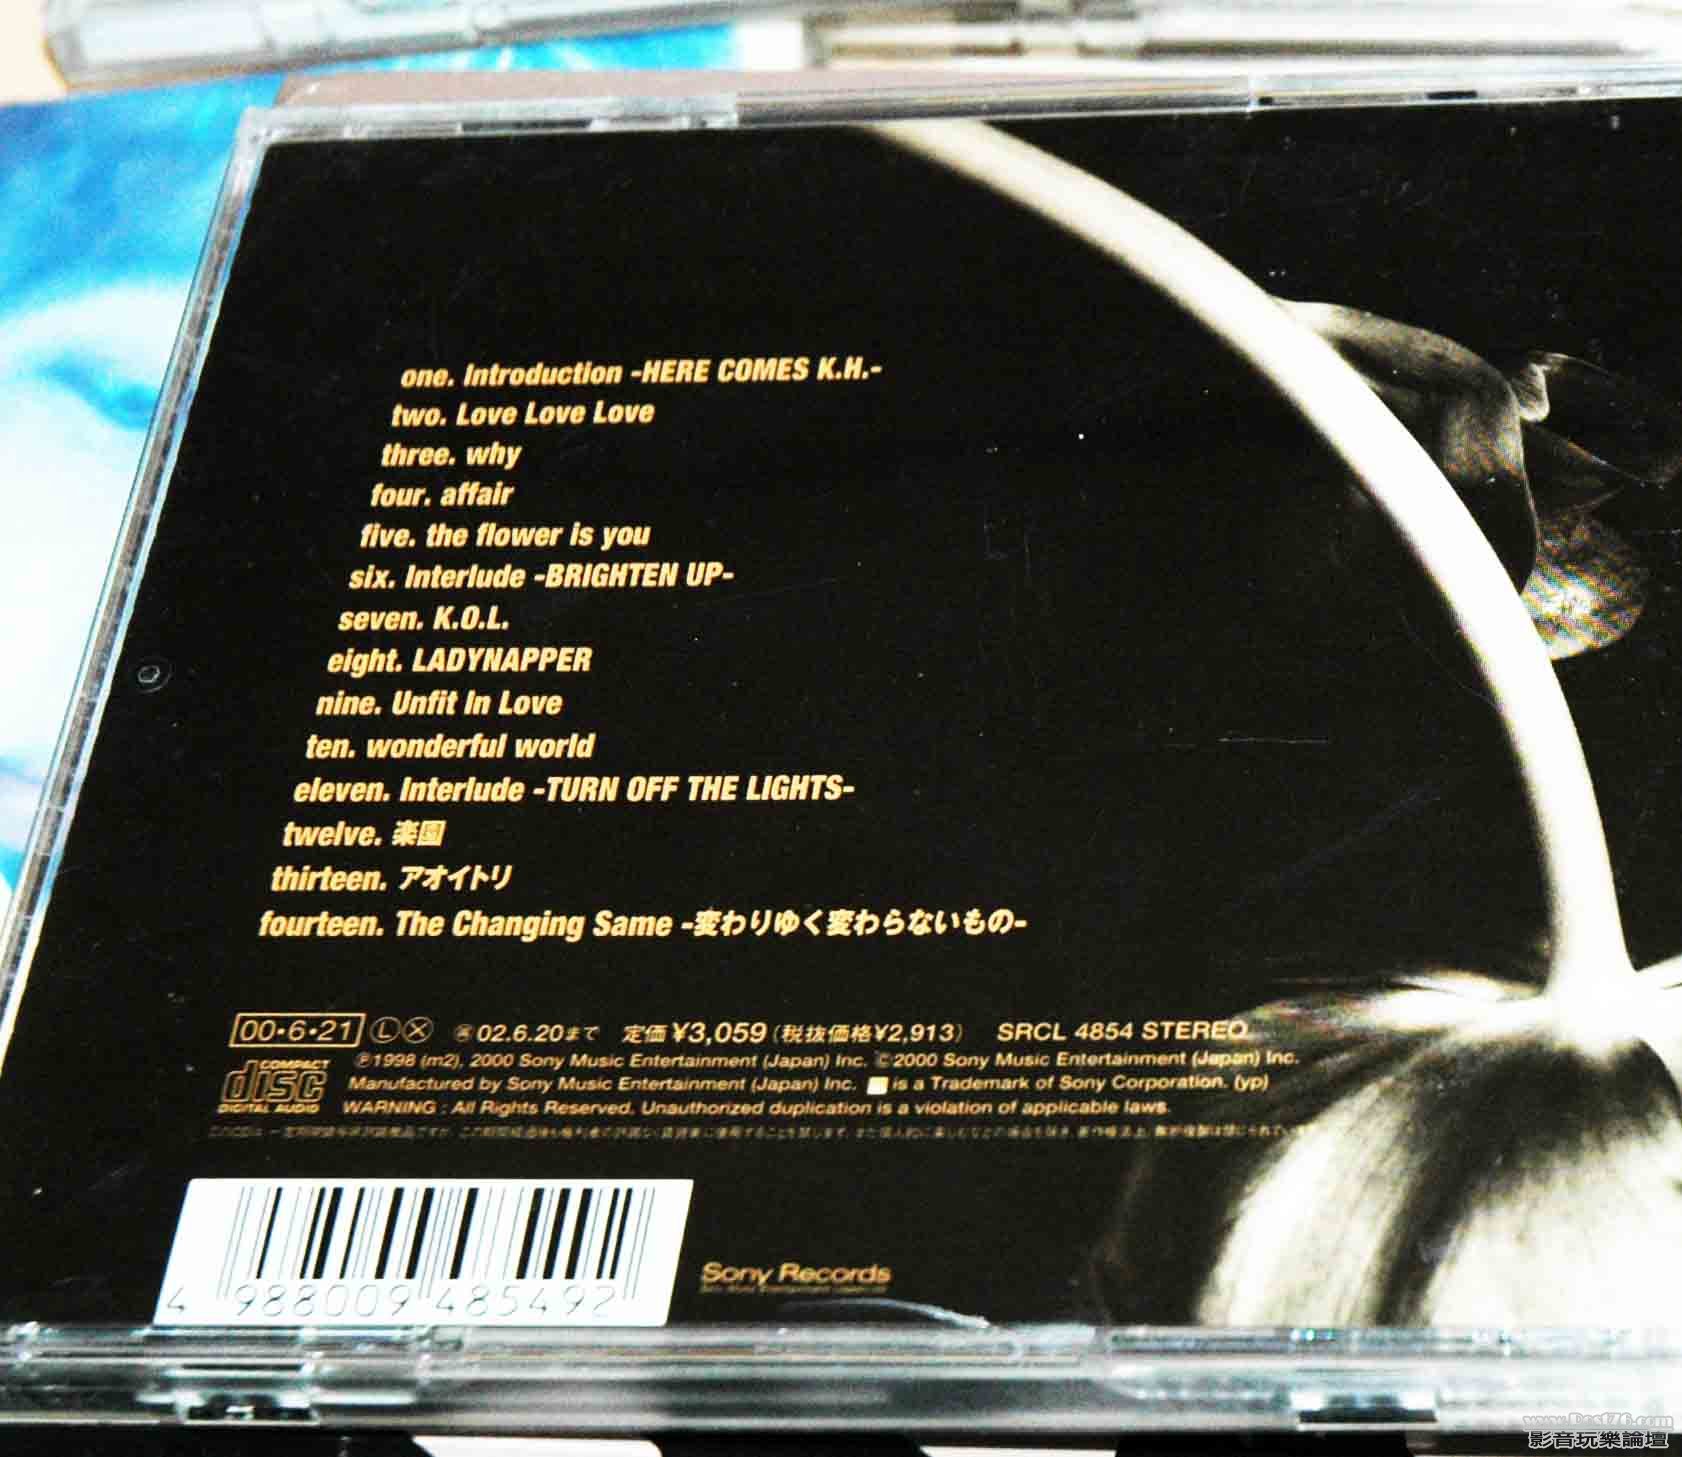 one. Introduction -HERE COMES K.H.-
two. Love Love Love
three. why
four. affair
five. the flower is you
six. Interlude -BRIGHTEN UP-
seven. K.O.L.
eight. LADYNAPPER
nine. Unfit In Love
ten. wonderful world
eleven. Interlude -TURN OFF THE LIGHTS-
twelve. 楽園
thirteen. アオイトリ
fourteen. The Changing Same -変わりゆく変わらないもの-
00・6・21 Ⓛ Ⓧ 02.6.20まで 定価¥3,059(税抜価格¥2,913) SRCL 4854 STEREO
COMPACT disc DIGITAL AUDIO
℗1998 (m2), 2000 Sony Music Entertainment (Japan) Inc. ©2000 Sony Music Entertainment (Japan) Inc.
Manufactured by Sony Music Entertainment (Japan) Inc. is a Trademark of Sony Corporation. (yp)
WARNING : All Rights Reserved. Unauthorized duplication is a violation of applicable laws.
4 988009 485492
Sony Records
www.Post76.com
影音玩樂論壇